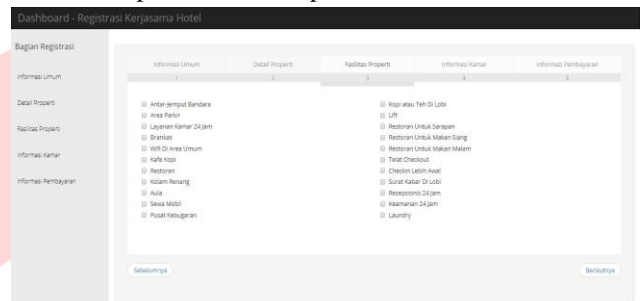 Dashboard - Registrasi Kerjasama Hotel
Bagian Registrasi
Informasi Umum
Detail Properti
Fasilitas Properti
Informasi Kamar
Informasi Pembayaran
Informasi Umum
1
Detail Properti
2
Fasilitas Properti
3
Informasi Kamar
4
Informasi Pembayaran
5
Antar-Jemput Bandara
Area Parkir
Layanan Kamar 24 Jam
Brankas
Wifi Di Area Umum
Kafe Kopi
Restoran
Kolam Renang
Aula
Sewa Mobil
Pusat Kebugaran
Kopi atau Teh Di Lobi
Lift
Restoran Untuk Sarapan
Restoran Untuk Makan Siang
Restoran Untuk Makan Malam
Telat Checkout
Checkin Lebih Awal
Surat Kabar Di Lobi
Resepsionis 24 Jam
Keamanan 24 Jam
Laundry
Sebelumnya
Berikutnya